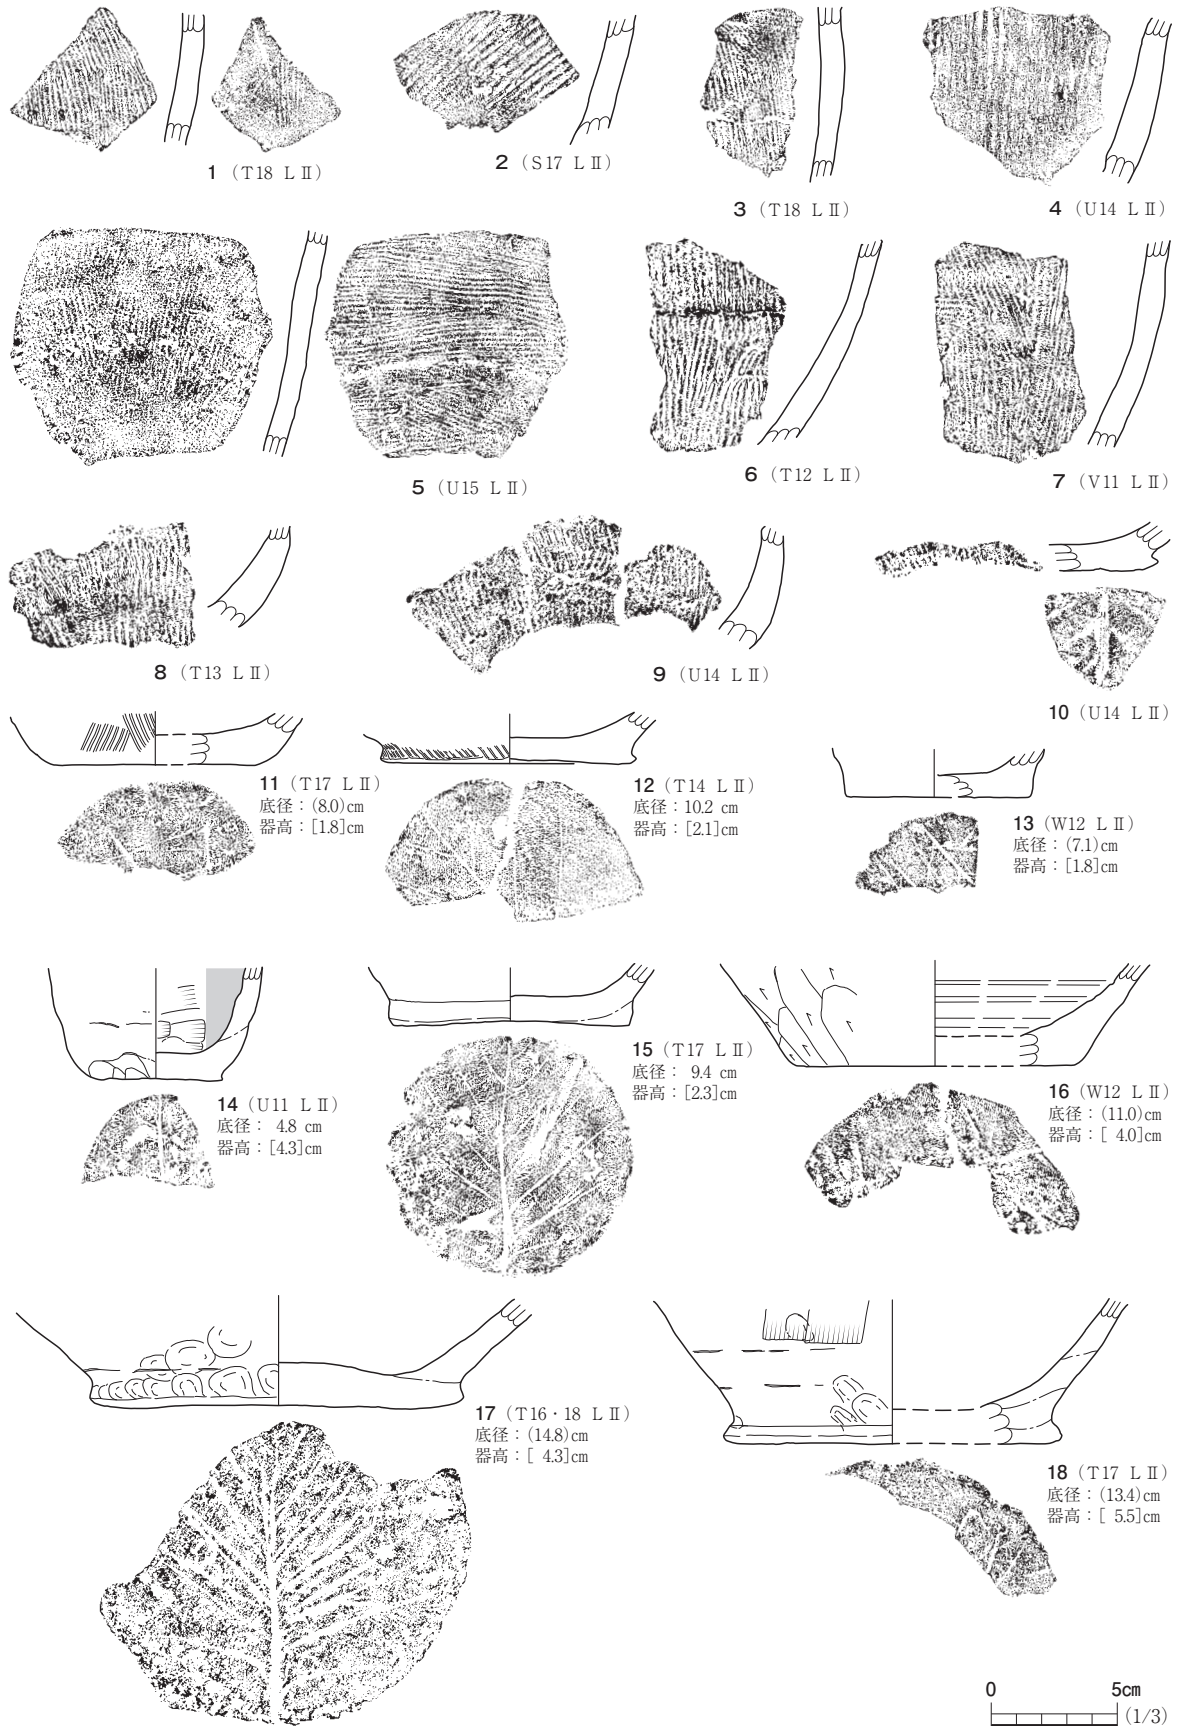 1 (T18 LⅡ)
2 (S17 LⅡ)
3 (T18 LⅡ)
4 (U14 LⅡ)
5 (U15 LⅡ)
6 (T12 LⅡ)
7 (V11 LⅡ)
8 (T13 LⅡ)
9 (U14 LⅡ)
10 (U14 LⅡ)
11 (T17 LⅡ)
底径：(8.0)cm
器高：[1.8]cm
12 (T14 LⅡ)
底径：10.2 cm
器高：[2.1]cm
13 (W12 LⅡ)
底径：(7.1)cm
器高：[1.8]cm
14 (U11 LⅡ)
底径： 4.8 cm
器高：[4.3]cm
15 (T17 LⅡ)
底径： 9.4 cm
器高：[2.3]cm
16 (W12 LⅡ)
底径：(11.0)cm
器高：[ 4.0]cm
17 (T16・18 LⅡ)
底径：(14.8)cm
器高：[ 4.3]cm
18 (T17 LⅡ)
底径：(13.4)cm
器高：[ 5.5]cm
0 5cm
(1/3)